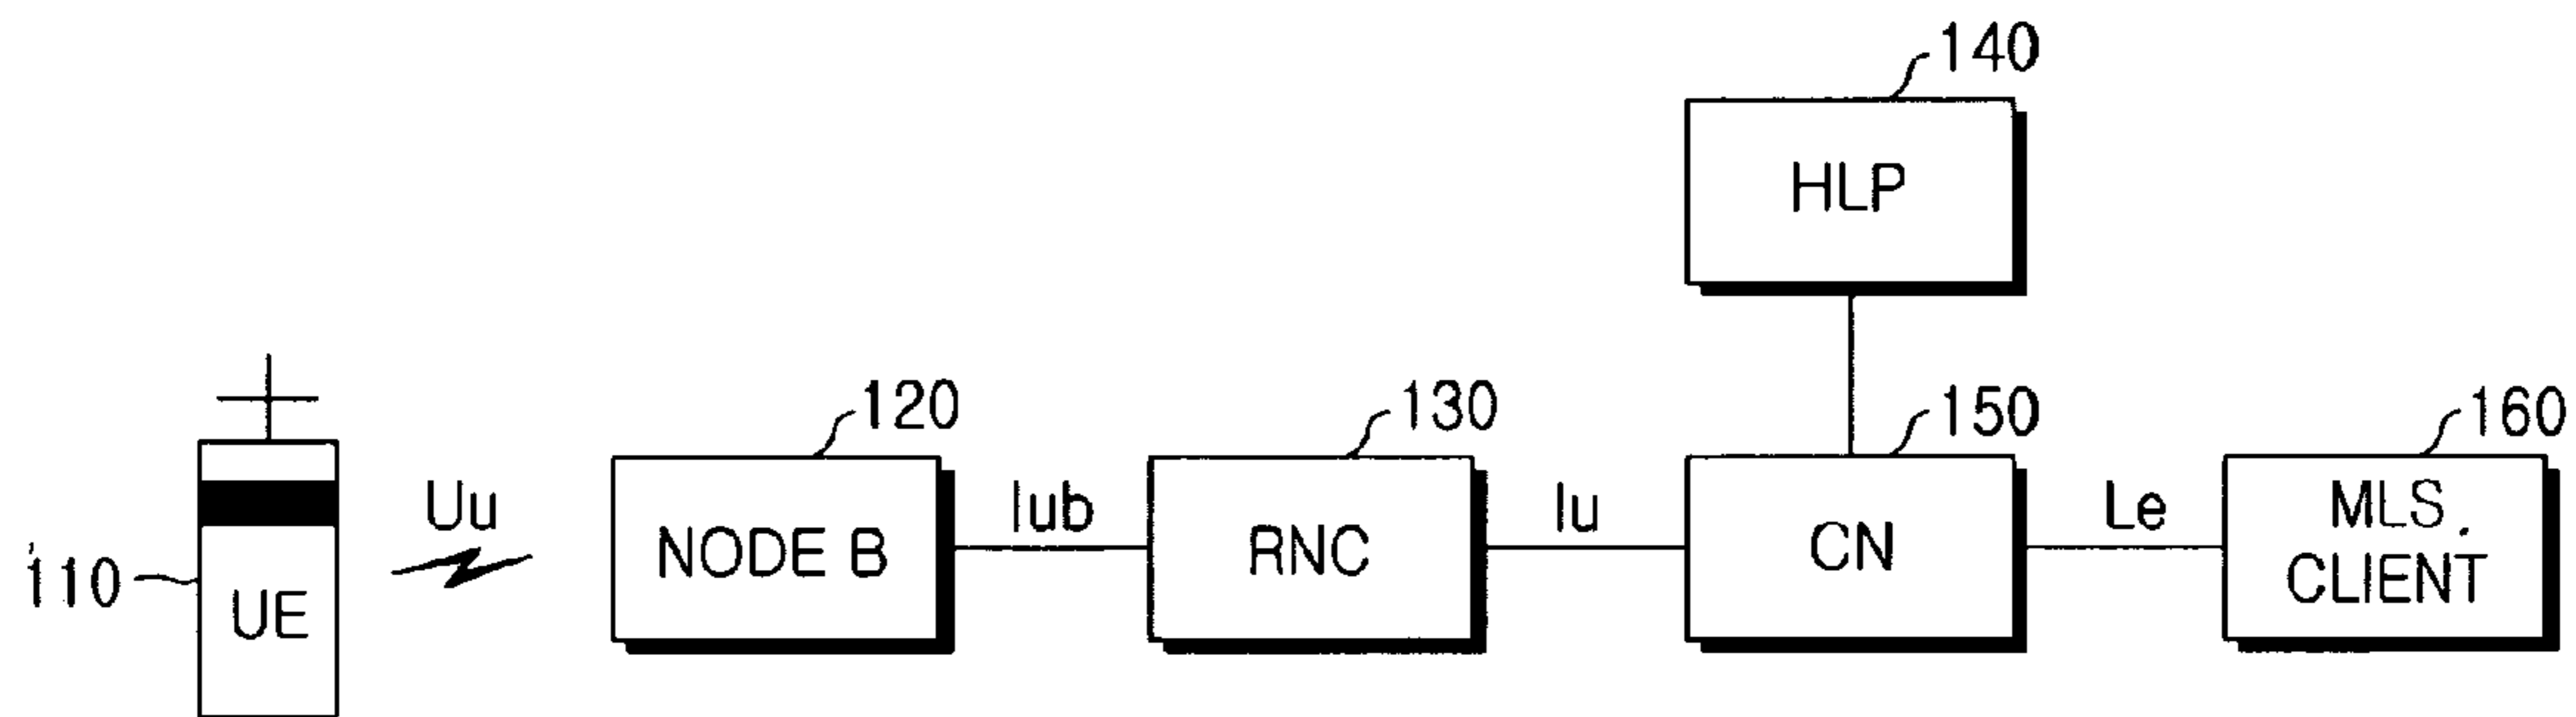 140
HLP
120
130
150
160
Uu
Iub
Iu
Le
NODE B
RNC
CN
MLS.
CLIENT
110
UE